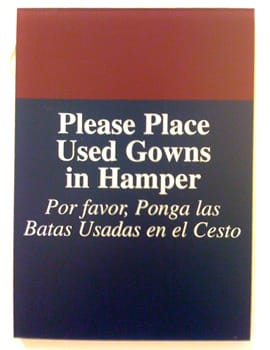 Please Place
Used Gowns
in Hamper
Por favor, Ponga las
Batas Usadas en el Cesto